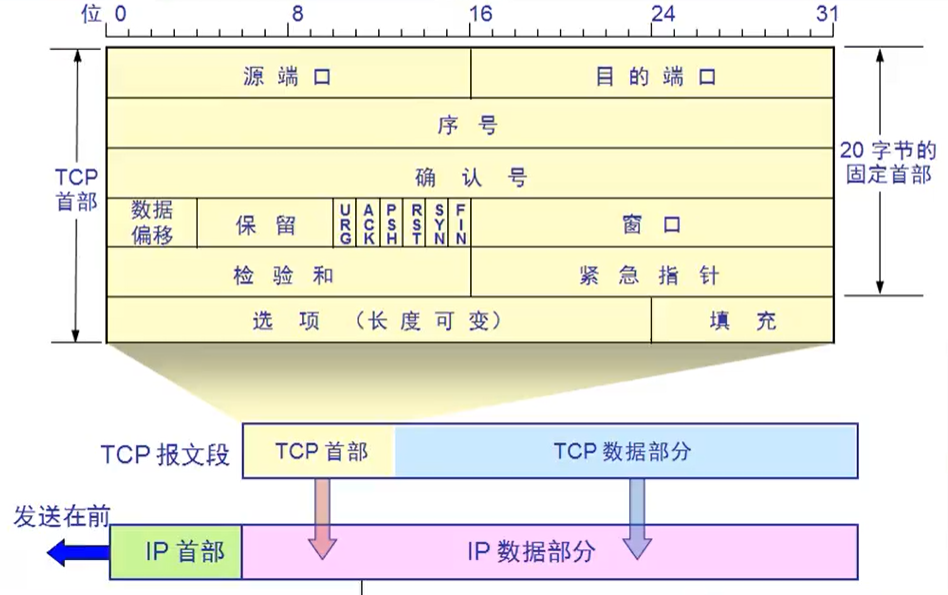 位 0 8 16 24 31
源 端 口 目 的 端 口
序 号
确 认 号
20 字节的
固定首部
TCP
首部
数据
偏移
保 留
URG
ACK
PSH
RST
SYN
FIN
窗 口
检 验 和 紧 急 指 针
选 项 （长 度 可 变） 填 充
TCP 报文段 TCP 首部 TCP 数据部分
发送在前
IP 首部 IP 数据部分